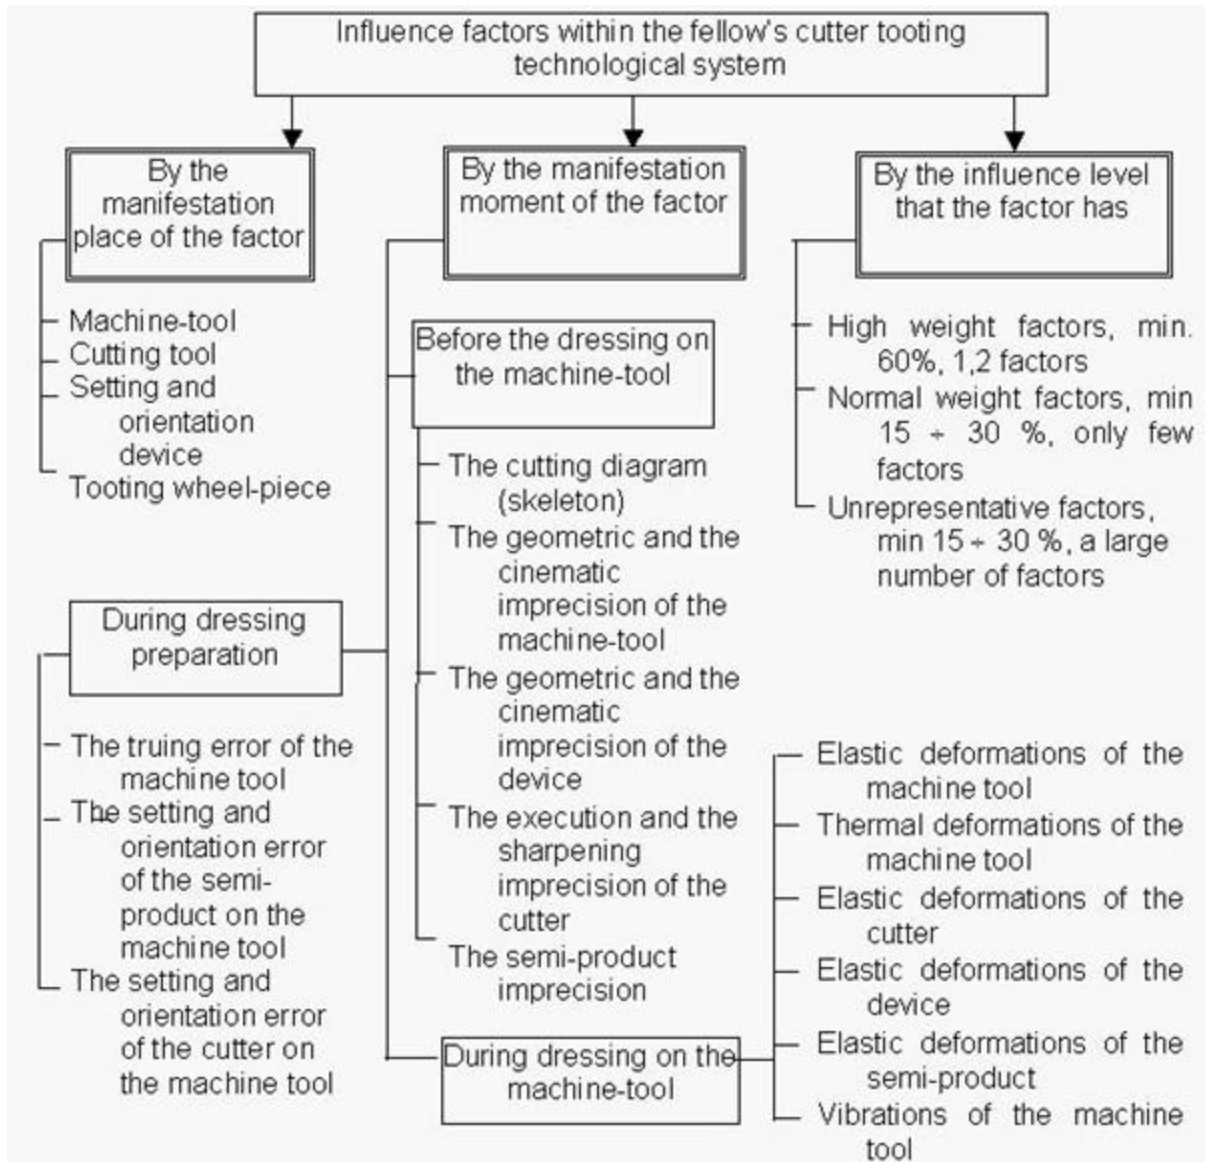 Influence factors within the fellow's cutter tooting
technological system
By the
manifestation
place of the factor
Machine-tool
Cutting tool
Setting and
orientation
device
Tooting wheel-piece
By the manifestation
moment of the factor
Before the dressing on
the machine-tool
The cutting diagram
(skeleton)
The geometric and the
cinematic
imprecision of the
machine-tool
The geometric and the
cinematic
imprecision of the
device
The execution and the
sharpening
imprecision of the
cutter
The semi-product
imprecision
During dressing
preparation
The truing error of the
machine tool
The setting and
orientation error
of the semi-
product on the
machine tool
The setting and
orientation error
of the cutter on
the machine tool
During dressing on the
machine-tool
Elastic deformations of the
machine tool
Thermal deformations of the
machine tool
Elastic deformations of the
cutter
Elastic deformations of the
device
Elastic deformations of the
semi-product
Vibrations of the machine
tool
By the influence level
that the factor has
High weight factors, min.
60%, 1,2 factors
Normal weight factors, min
15 ÷ 30 %, only few
factors
Unrepresentative factors,
min 15 ÷ 30 %, a large
number of factors